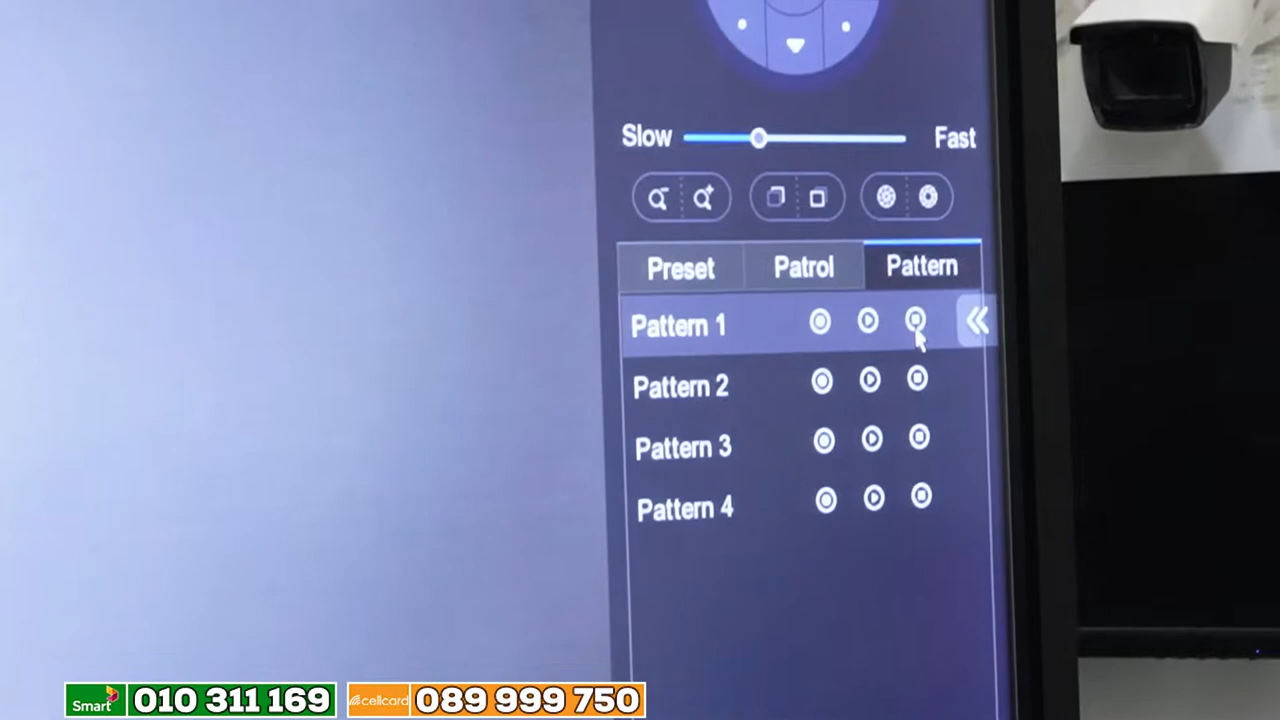 Slow Fast
Preset Patrol Pattern
Pattern 1
Pattern 2
Pattern 3
Pattern 4
Smart 010 311 169 cellcard 089 999 750